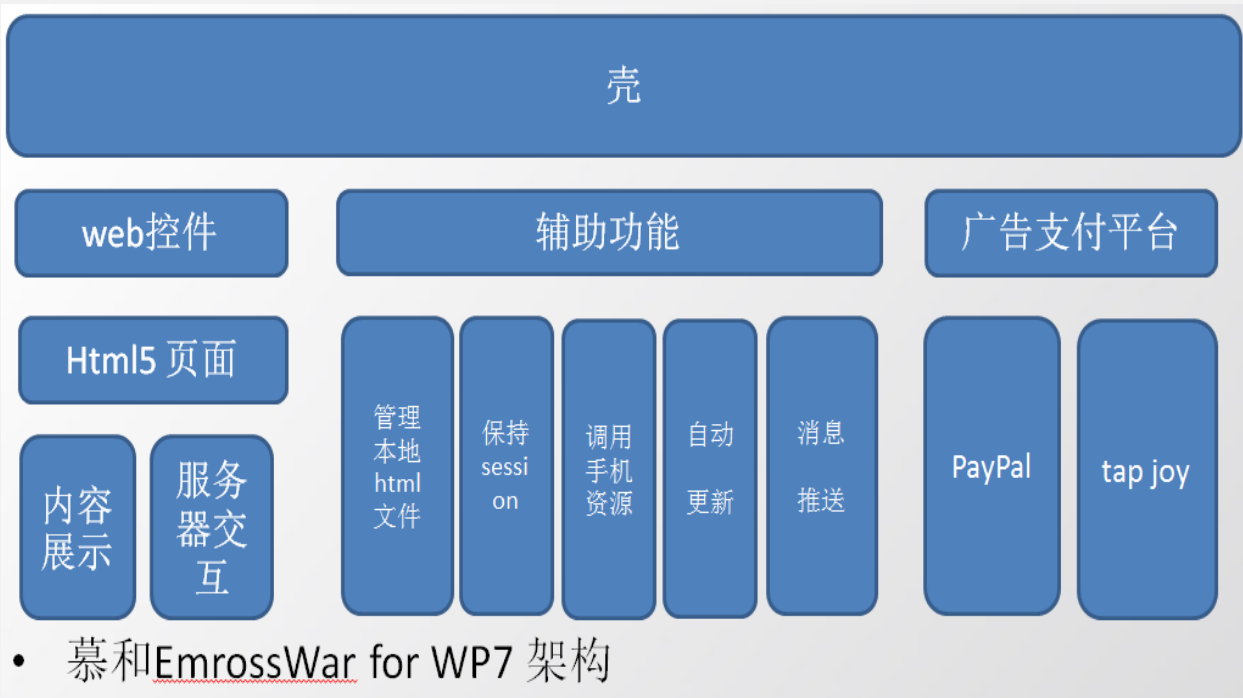 壳
web控件
辅助功能
广告支付平台
Html5 页面
内容
展示
服务
器交
互
管理
本地
html
文件
保持
sessi
on
调用
手机
资源
自动
更新
消息
推送
PayPal
tap joy
• 慕和EmrossWar for WP7 架构